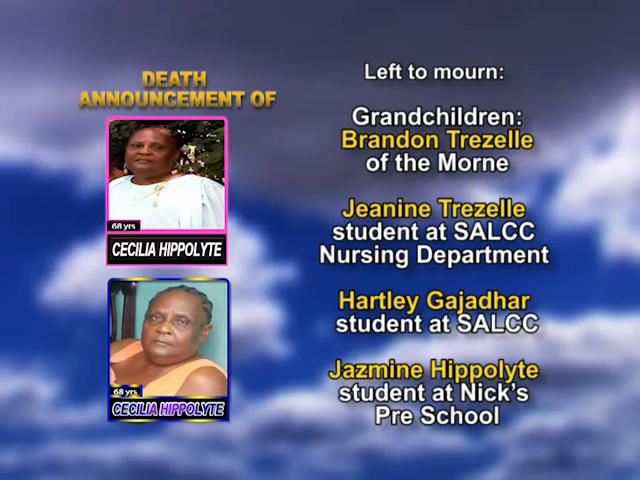 DEATH
ANNOUNCEMENT OF
68 yrs
CECILIA HIPPOLYTE
68 yrs
CECILIA HIPPOLYTE
Left to mourn:
Grandchildren:
Brandon Trezelle
of the Morne
Jeanine Trezelle
student at SALCC
Nursing Department
Hartley Gajadhar
student at SALCC
Jazmine Hippolyte
student at Nick's
Pre School